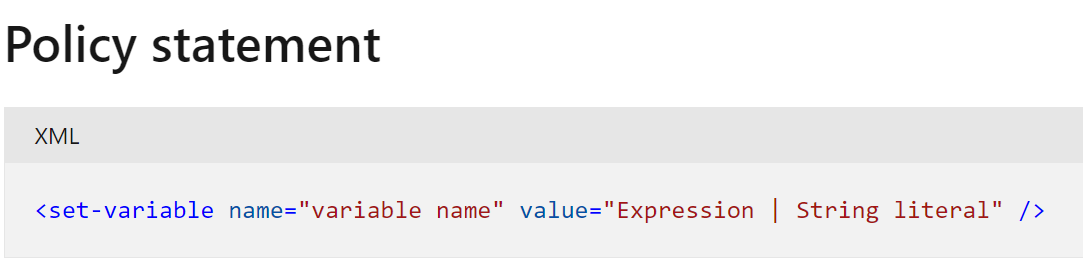 Policy statement
XML
<set-variable name="variable name" value="Expression | String literal" />